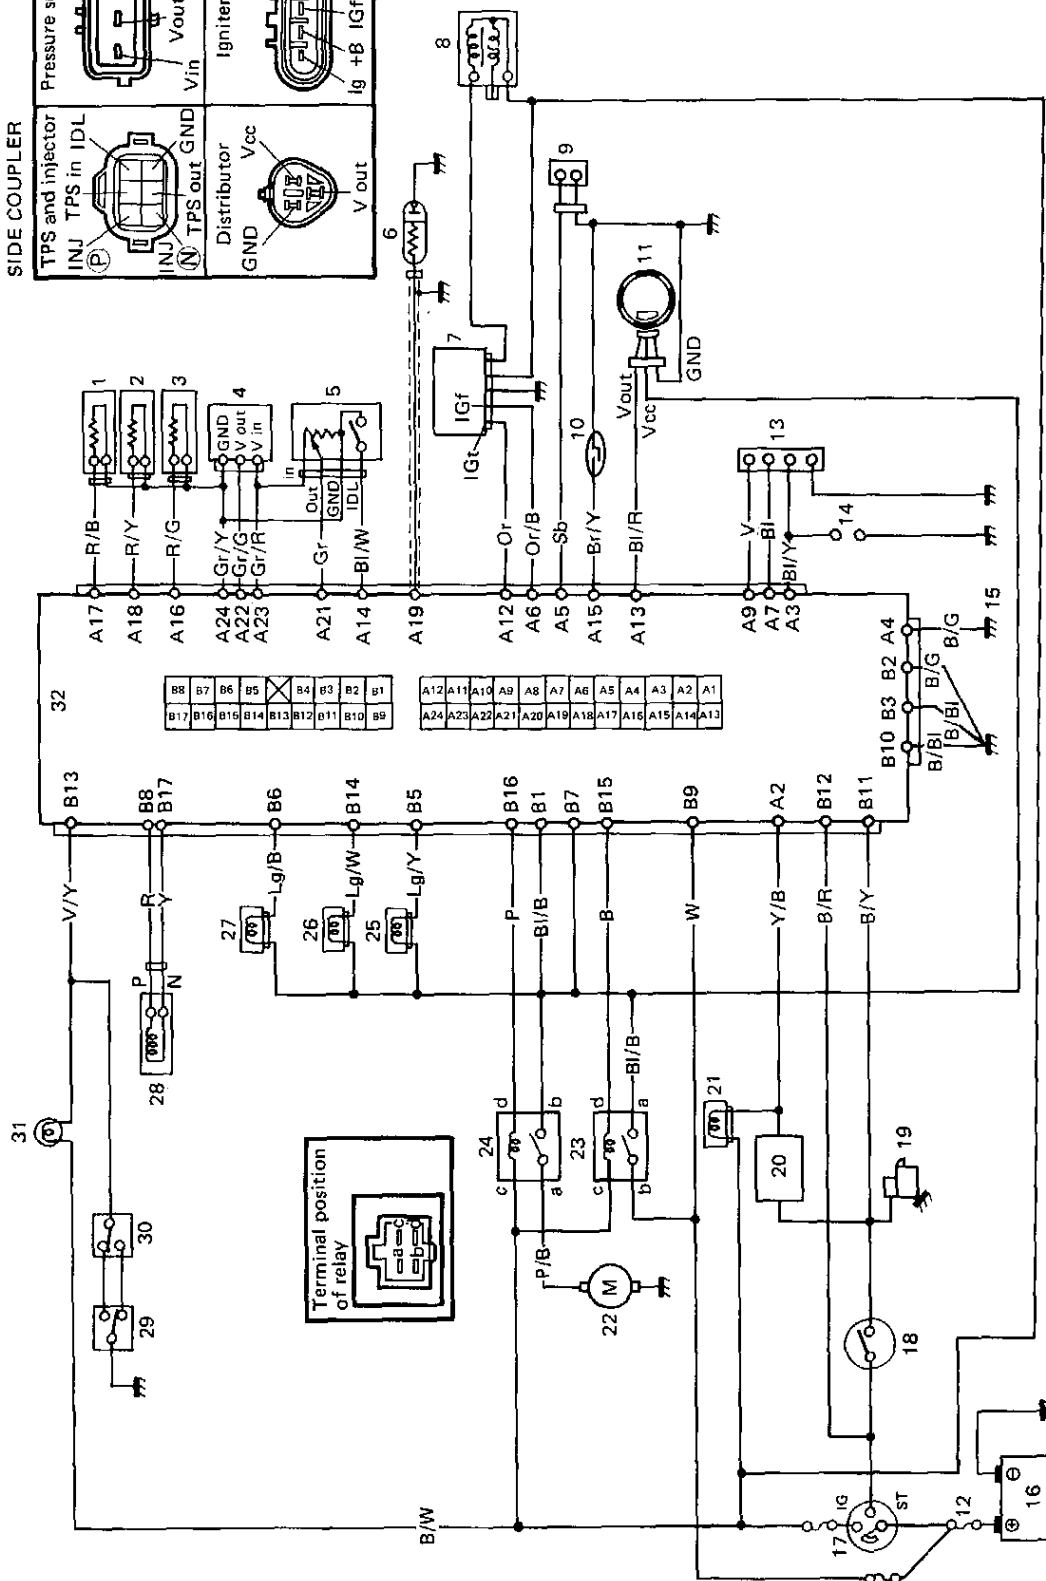 SIDE COUPLER
TPS and injector
INJ TPS in IDL
P
INJ
N
TPS out
GND
Vout
Vin
Distributor
GND
Vcc
V out
Igniter
Ig +B IGf
1
2
3
4
5
6
7
8
9
10
11
R/B
R/Y
R/G
Gr/Y
Gr/G
Gr/R
GND
V out
V in
in
Out
GND
IDL
Gr
Bl/W
IGf
IGt
Or
Or/B
Sb
Br/Y
Bl/R
Vout
Vcc
GND
V
Bl
Bl/Y
13
14
A17
A18
A16
A24
A22
A23
A21
A14
A19
A12
A6
A5
A15
A13
A9
A7
A3
32
B8 B7 B6 B5 B4 B3 B2 B1
B17 B16 B15 B14 B13 B12 B11 B10 B9
A12 A11 A10 A9 A8 A7 A6 A5 A4 A3 A2 A1
A24 A23 A22 A21 A20 A19 A18 A17 A16 A15 A14 A13
A4
B2
B3
B10
B/G
B/G
B/Bl
B/Bl
15
B13
B8
B17
B6
B14
B5
B16
B1
B7
B15
B9
A2
B12
B11
V/Y
R
Y
Lg/B
Lg/W
Lg/Y
P
Bl/B
B
W
Y/B
B/R
B/Y
P
N
28
27
26
25
31
30
29
24
d
b
c
a
23
d
a
c
b
Bl/B
P/B
M
22
21
20
19
18
Terminal position
of relay
a
c
b
B/W
IG
ST
17
12
16
⊕
⊖